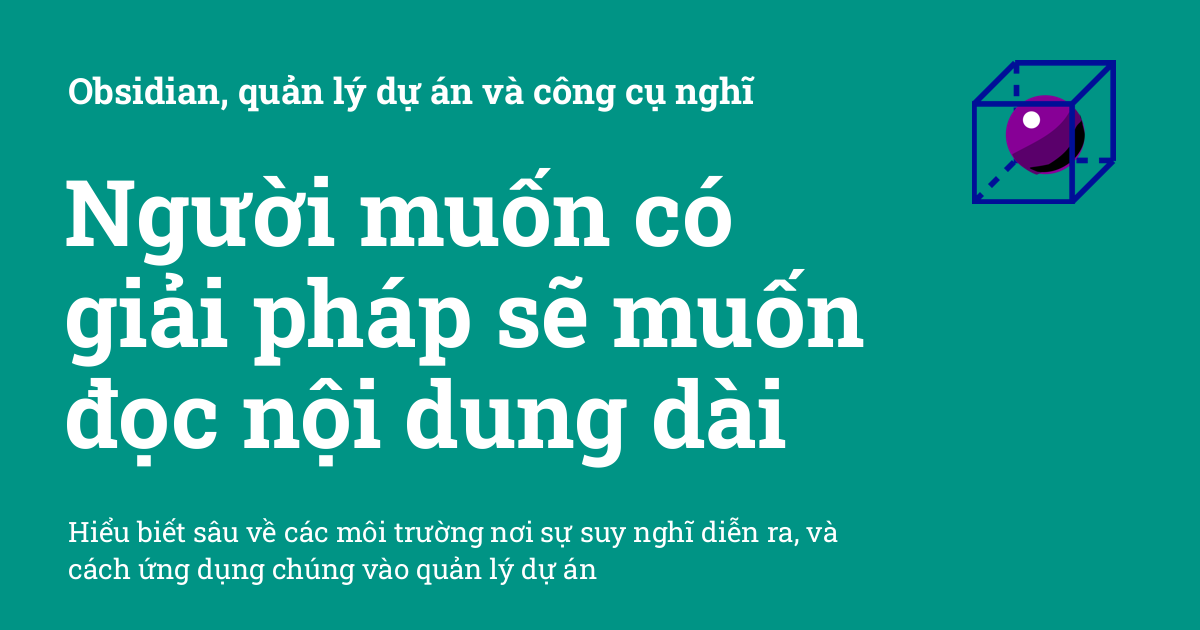 Obsidian, quản lý dự án và công cụ nghĩ
Người muốn có
giải pháp sẽ muốn
đọc nội dung dài
Hiểu biết sâu về các môi trường nơi sự suy nghĩ diễn ra, và
cách ứng dụng chúng vào quản lý dự án